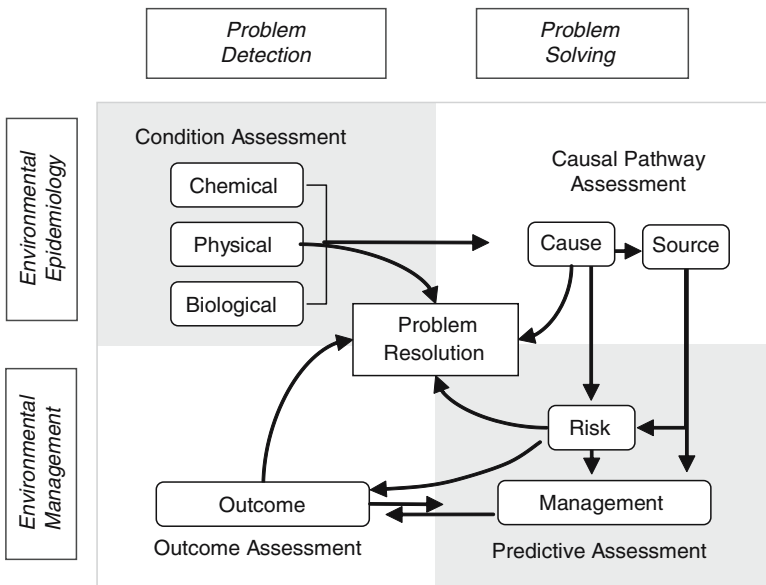 Problem
Detection
Problem
Solving
Environmental
Epidemiology
Condition Assessment
Chemical
Physical
Biological
Causal Pathway
Assessment
Cause
Source
Problem
Resolution
Environmental
Management
Risk
Outcome
Management
Outcome Assessment
Predictive Assessment